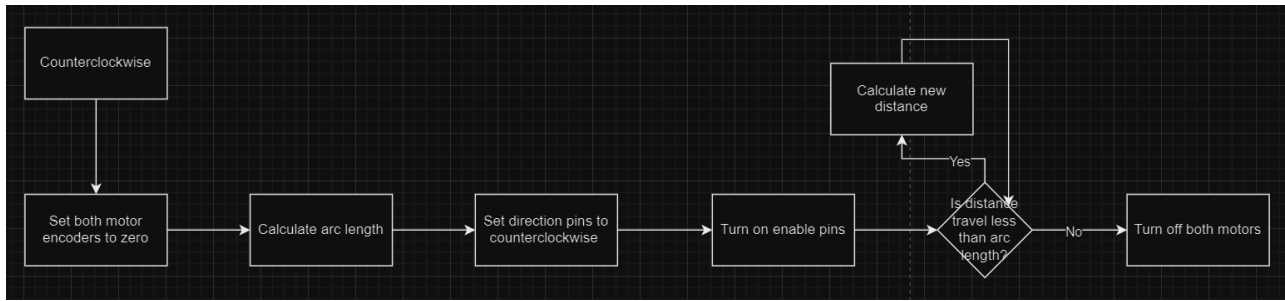 Counterclockwise
Calculate new
distance
Yes
Set both motor
encoders to zero
Calculate arc length
Set direction pins to
counterclockwise
Turn on enable pins
Is distance
travel less
than arc
length?
No
Turn off both motors